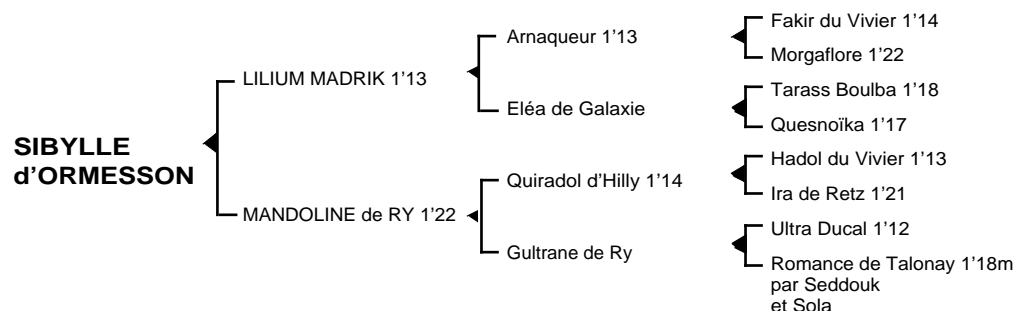 Fakir du Vivier 1'14
Arnaqueur 1'13
Morgaflore 1'22
LILIUM MADRIK 1'13
Tarass Boulba 1'18
Eléa de Galaxie
Quesnoïka 1'17
SIBYLLE
d'ORMESSON
Hadol du Vivier 1'13
Quiradol d'Hilly 1'14
Ira de Retz 1'21
MANDOLINE de RY 1'22
Ultra Ducal 1'12
Gultrane de Ry
Romance de Talonay 1'18m
par Seddouk
et Sola